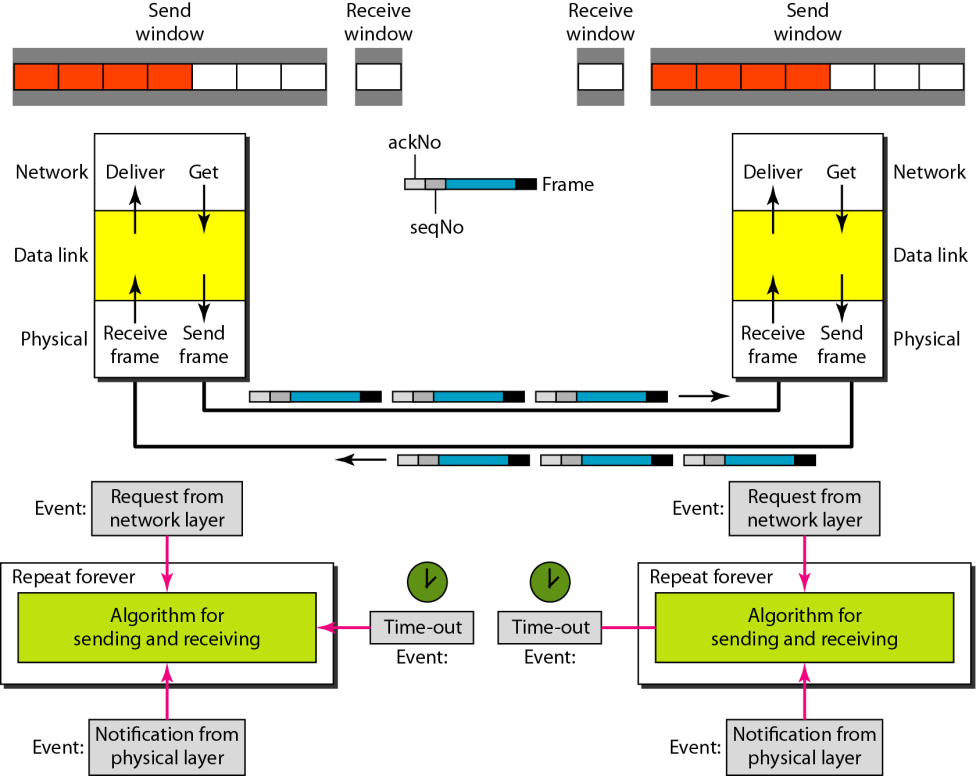 Send
window
Receive
window
Receive
window
Send
window
ackNo
Frame
seqNo
Network
Deliver
Get
Data link
Physical
Receive
frame
Send
frame
Deliver
Get
Network
Data link
Receive
frame
Send
frame
Physical
Event:
Request from
network layer
Event:
Request from
network layer
Repeat forever
Algorithm for
sending and receiving
Time-out
Event:
Time-out
Event:
Repeat forever
Algorithm for
sending and receiving
Event:
Notification from
physical layer
Event:
Notification from
physical layer